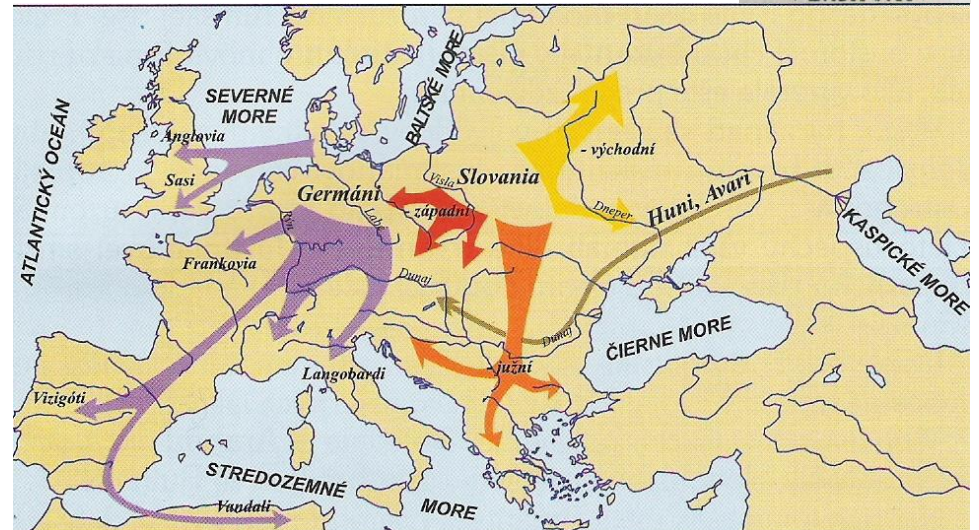 ATLANTICKÝ OCEÁN
SEVERNÉ
MORE
BALTSKÉ MORE
Anglovia
Sasi
Germáni
Rýn
Labe
Visla
Slovania
- východní
- západní
Dneper
Huni, Avari
KASPICKÉ MORE
Frankovia
Dunaj
Dunaj
ČIERNE MORE
- južní
Langobardi
Vizigóti
STREDOZEMNÉ
MORE
Vandali